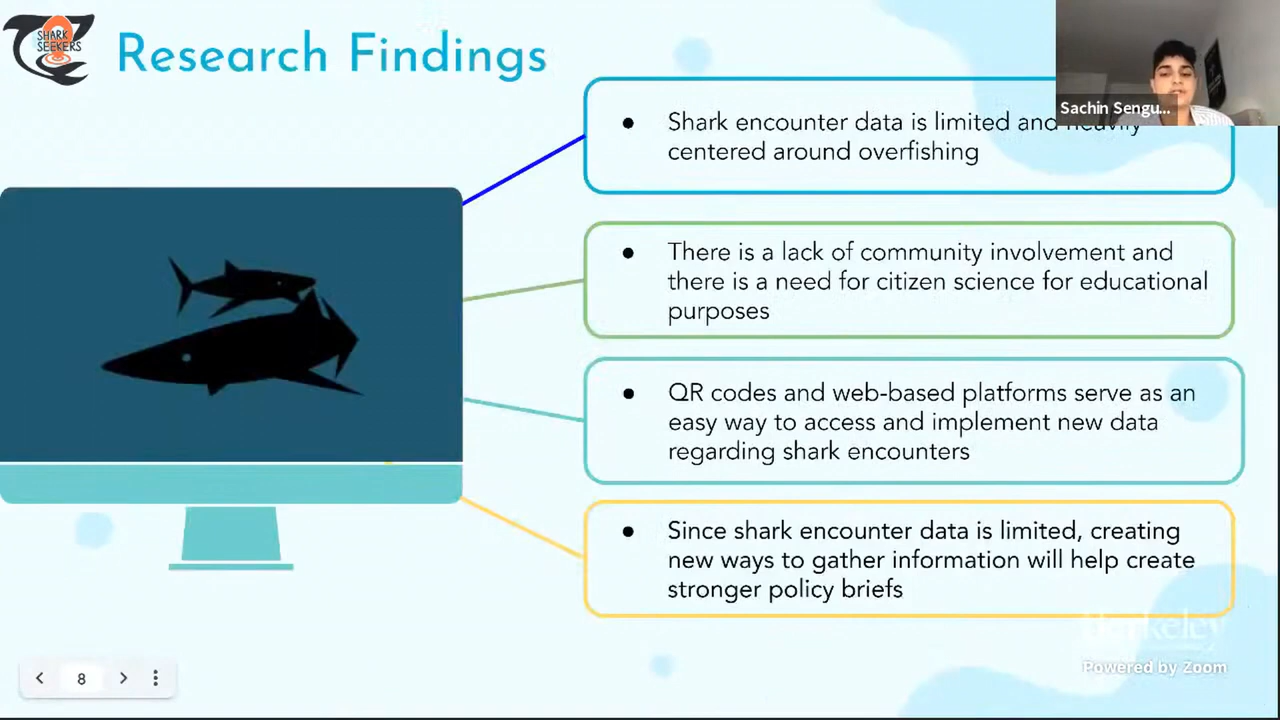 SHARK
SEEKERS
Research Findings
Sachin Sengu...
● Shark encounter data is limited and heavily
centered around overfishing
● There is a lack of community involvement and
there is a need for citizen science for educational
purposes
● QR codes and web-based platforms serve as an
easy way to access and implement new data
regarding shark encounters
● Since shark encounter data is limited, creating
new ways to gather information will help create
stronger policy briefs
Berkeley
Powered by Zoom
8